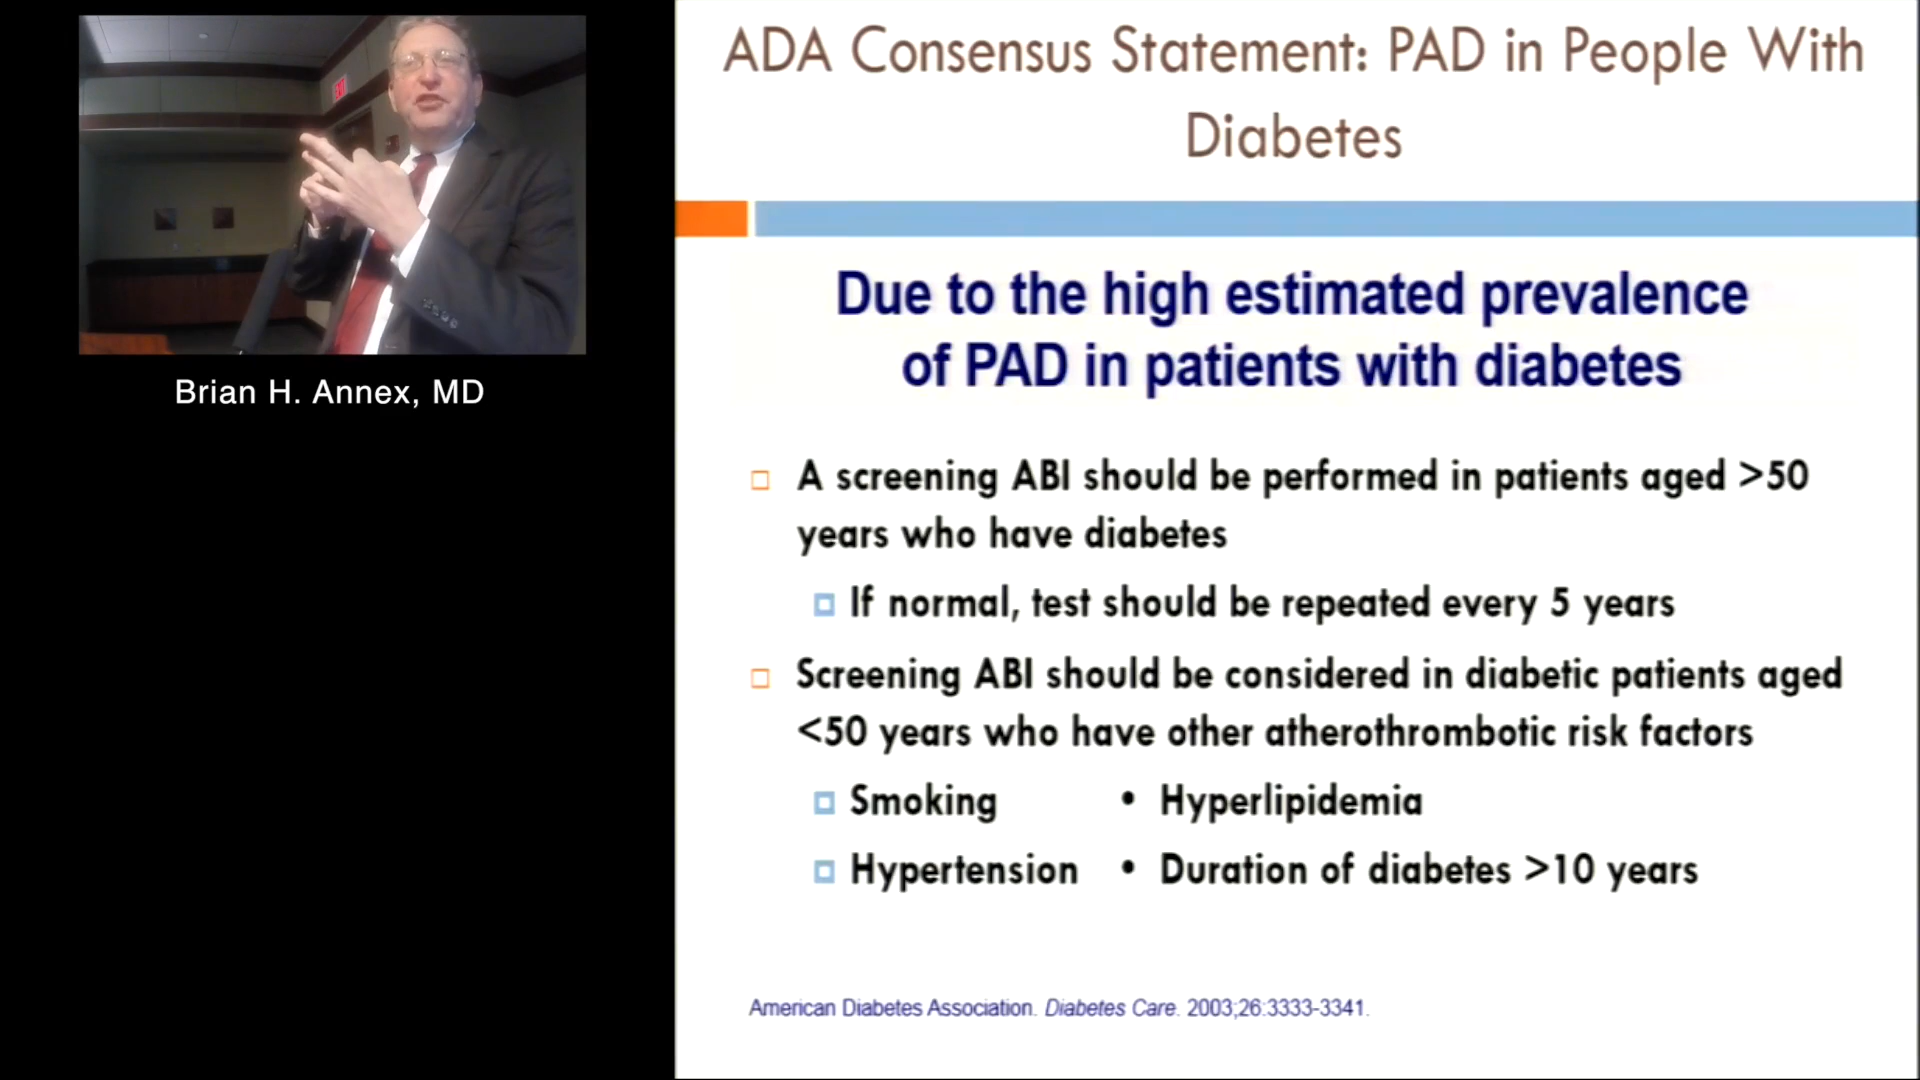 Brian H. Annex, MD
ADA Consensus Statement: PAD in People With
Diabetes
Due to the high estimated prevalence
of PAD in patients with diabetes
A screening ABI should be performed in patients aged >50
years who have diabetes
If normal, test should be repeated every 5 years
Screening ABI should be considered in diabetic patients aged
<50 years who have other atherothrombotic risk factors
Smoking • Hyperlipidemia
Hypertension • Duration of diabetes >10 years
American Diabetes Association. Diabetes Care. 2003;26:3333-3341.